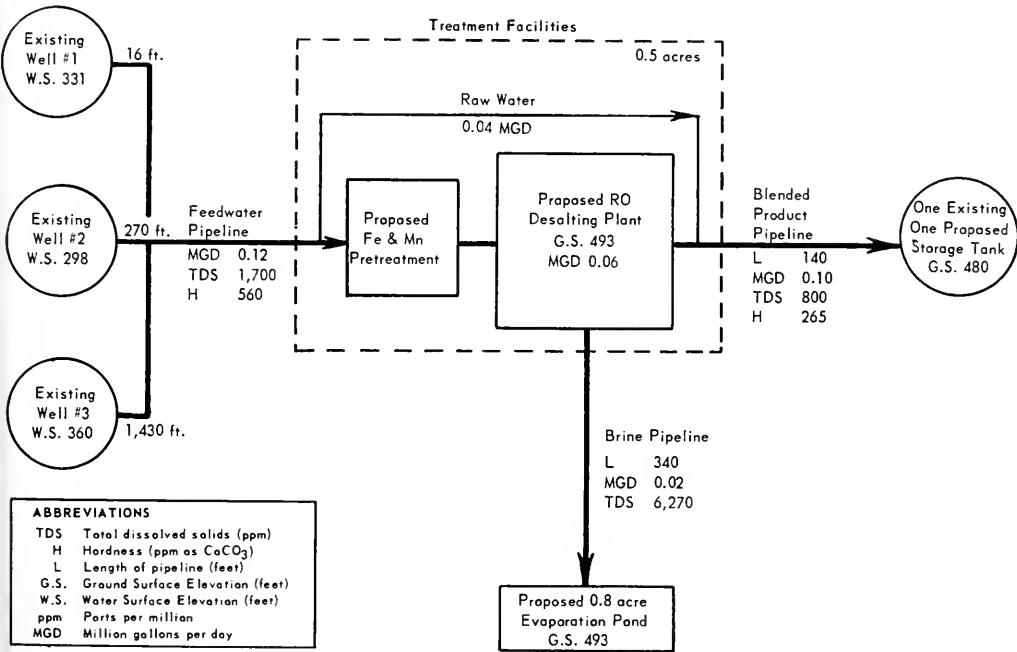 Treatment Facilities
0.5 acres
Existing
Well #1
W.S. 331
16 ft.
Raw Water
0.04 MGD
Existing
Well #2
W.S. 298
270 ft.
Feedwater
Pipeline
MGD 0.12
TDS 1,700
H 560
Proposed
Fe & Mn
Pretreatment
Proposed RO
Desalting Plant
G.S. 493
MGD 0.06
Blended
Product
Pipeline
L 140
MGD 0.10
TDS 800
H 265
One Existing
One Proposed
Storage Tank
G.S. 480
Existing
Well #3
W.S. 360
1,430 ft.
Brine Pipeline
L 340
MGD 0.02
TDS 6,270
Proposed 0.8 acre
Evaporation Pond
G.S. 493
ABBREVIATIONS
TDS Total dissolved solids (ppm)
H Hardness (ppm as CaCO3)
L Length of pipeline (feet)
G.S. Ground Surface Elevation (feet)
W.S. Water Surface Elevation (feet)
ppm Parts per million
MGD Million gallons per day